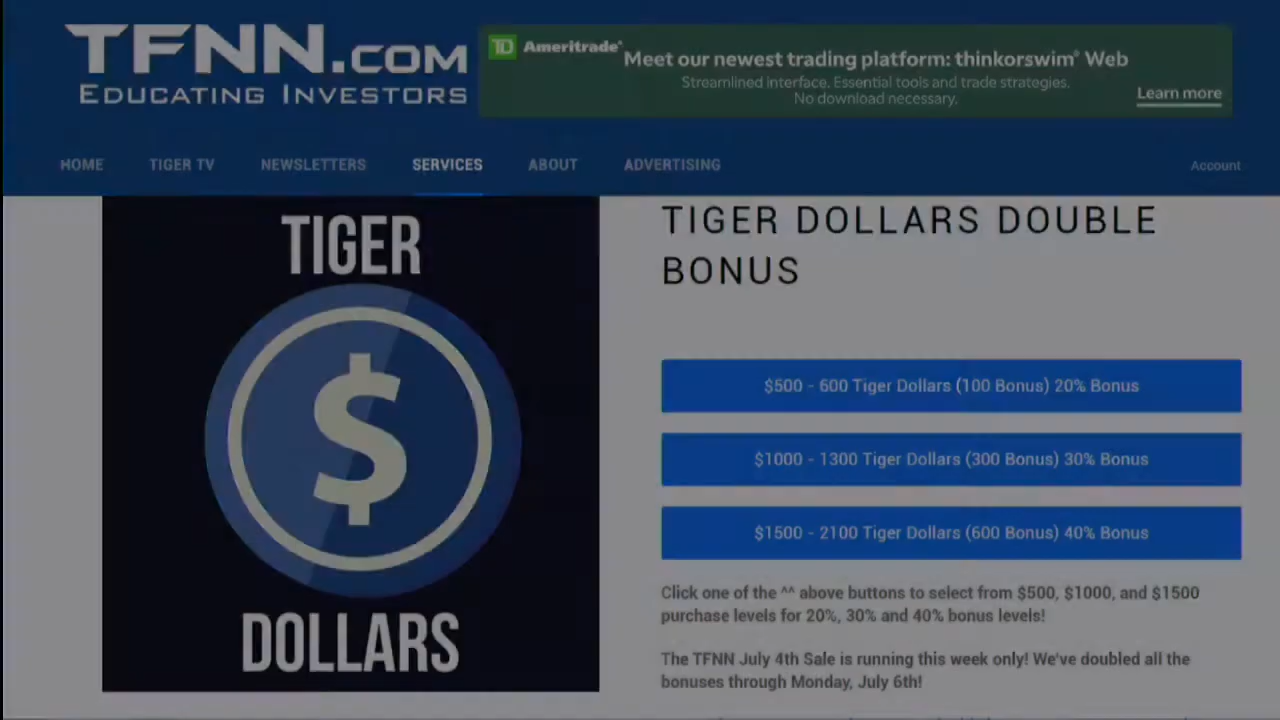 TFNN.COM
EDUCATING INVESTORS
TD Ameritrade®
Meet our newest trading platform: thinkorswim® Web
Streamlined interface. Essential tools and trade strategies.
No download necessary.
Learn more
HOME TIGER TV NEWSLETTERS SERVICES ABOUT ADVERTISING Account
TIGER
$
DOLLARS
TIGER DOLLARS DOUBLE
BONUS
$500 - 600 Tiger Dollars (100 Bonus) 20% Bonus
$1000 - 1300 Tiger Dollars (300 Bonus) 30% Bonus
$1500 - 2100 Tiger Dollars (600 Bonus) 40% Bonus
Click one of the ^^ above buttons to select from $500, $1000, and $1500
purchase levels for 20%, 30% and 40% bonus levels!
The TFNN July 4th Sale is running this week only! We've doubled all the
bonuses through Monday, July 6th!